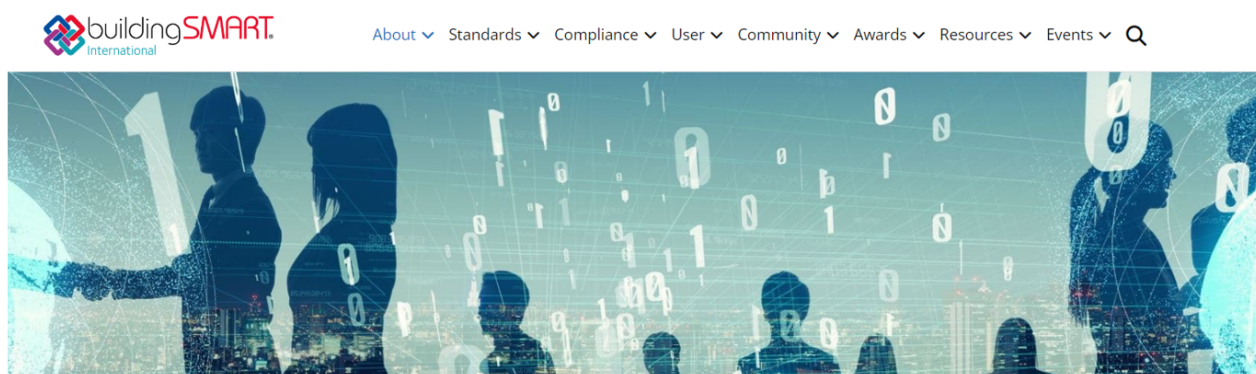 buildingSMART®
International
About Standards Compliance User Community Awards Resources Events